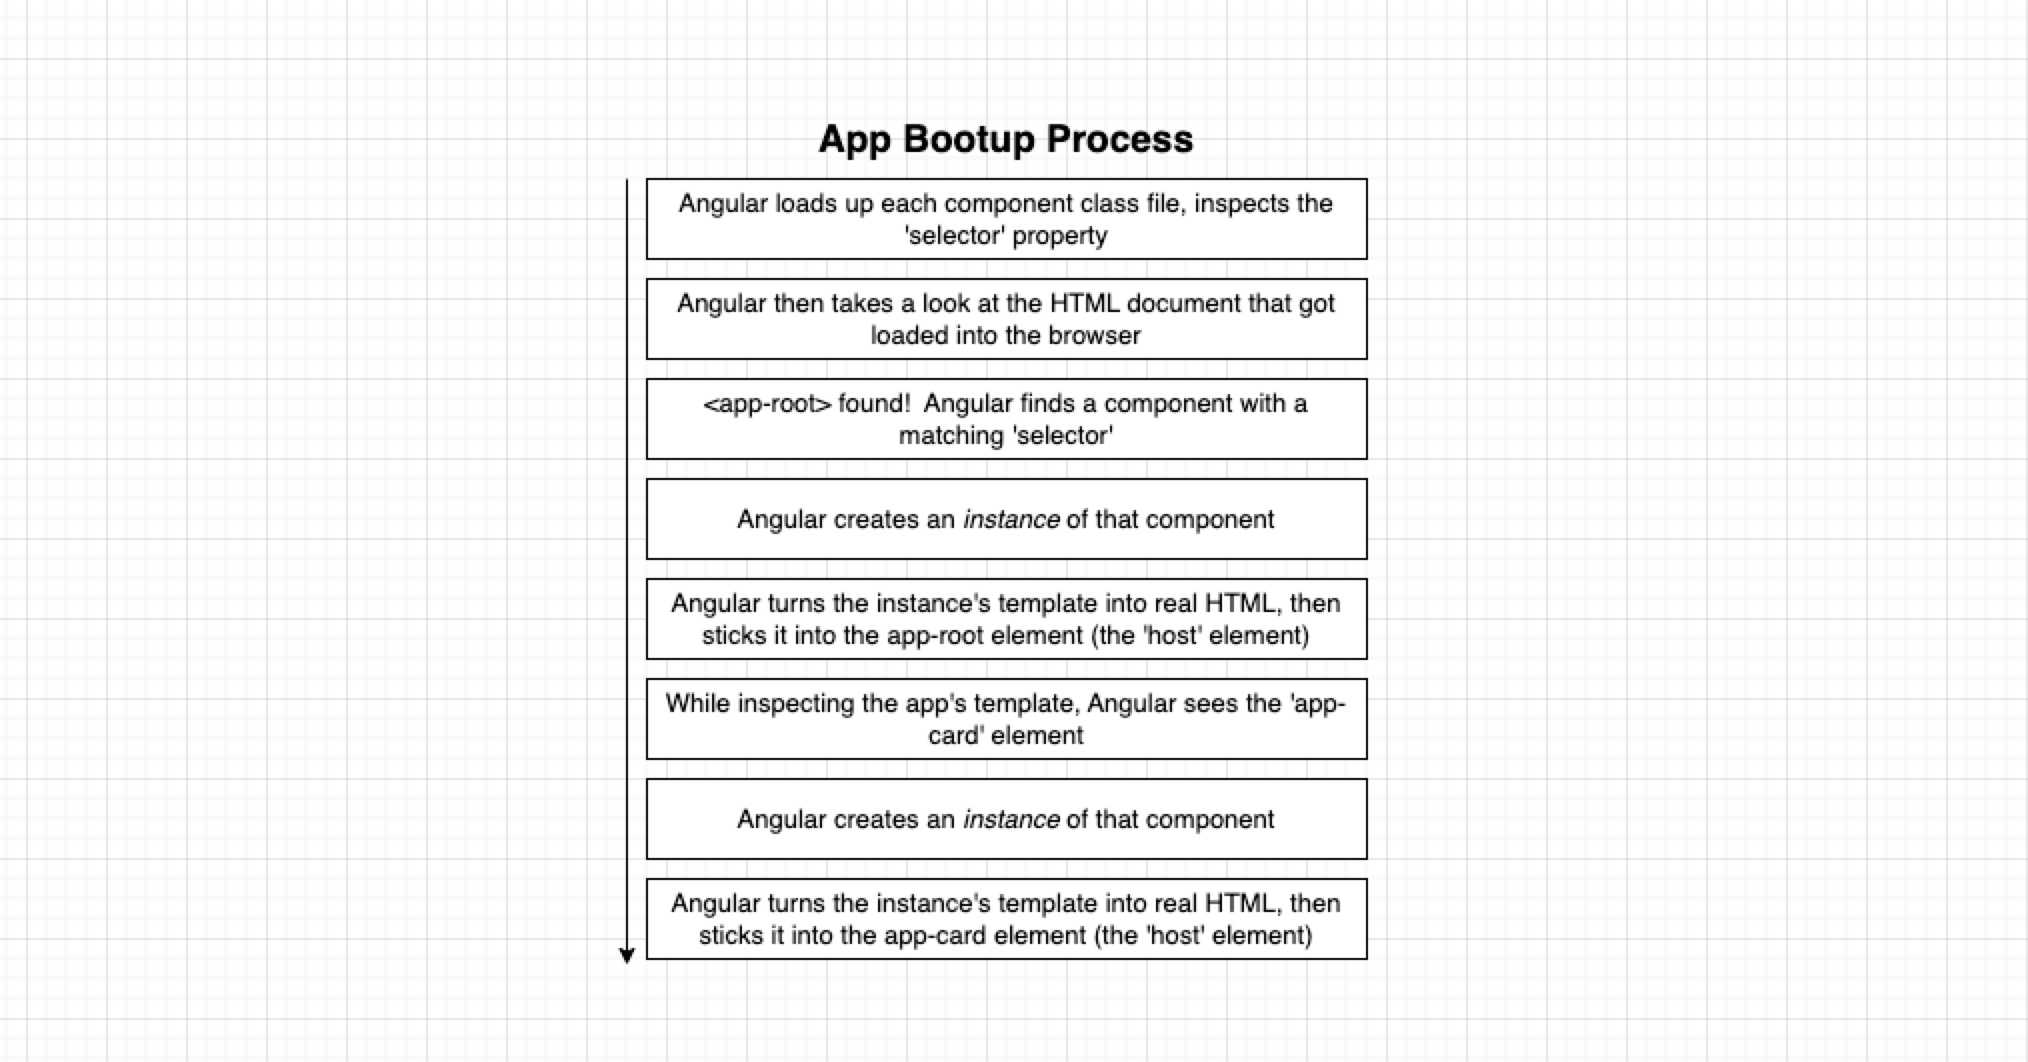 App Bootup Process
Angular loads up each component class file, inspects the
'selector' property
Angular then takes a look at the HTML document that got
loaded into the browser
<app-root> found!  Angular finds a component with a
matching 'selector'
Angular creates an instance of that component
Angular turns the instance's template into real HTML, then
sticks it into the app-root element (the 'host' element)
While inspecting the app's template, Angular sees the 'app-
card' element
Angular creates an instance of that component
Angular turns the instance's template into real HTML, then
sticks it into the app-card element (the 'host' element)